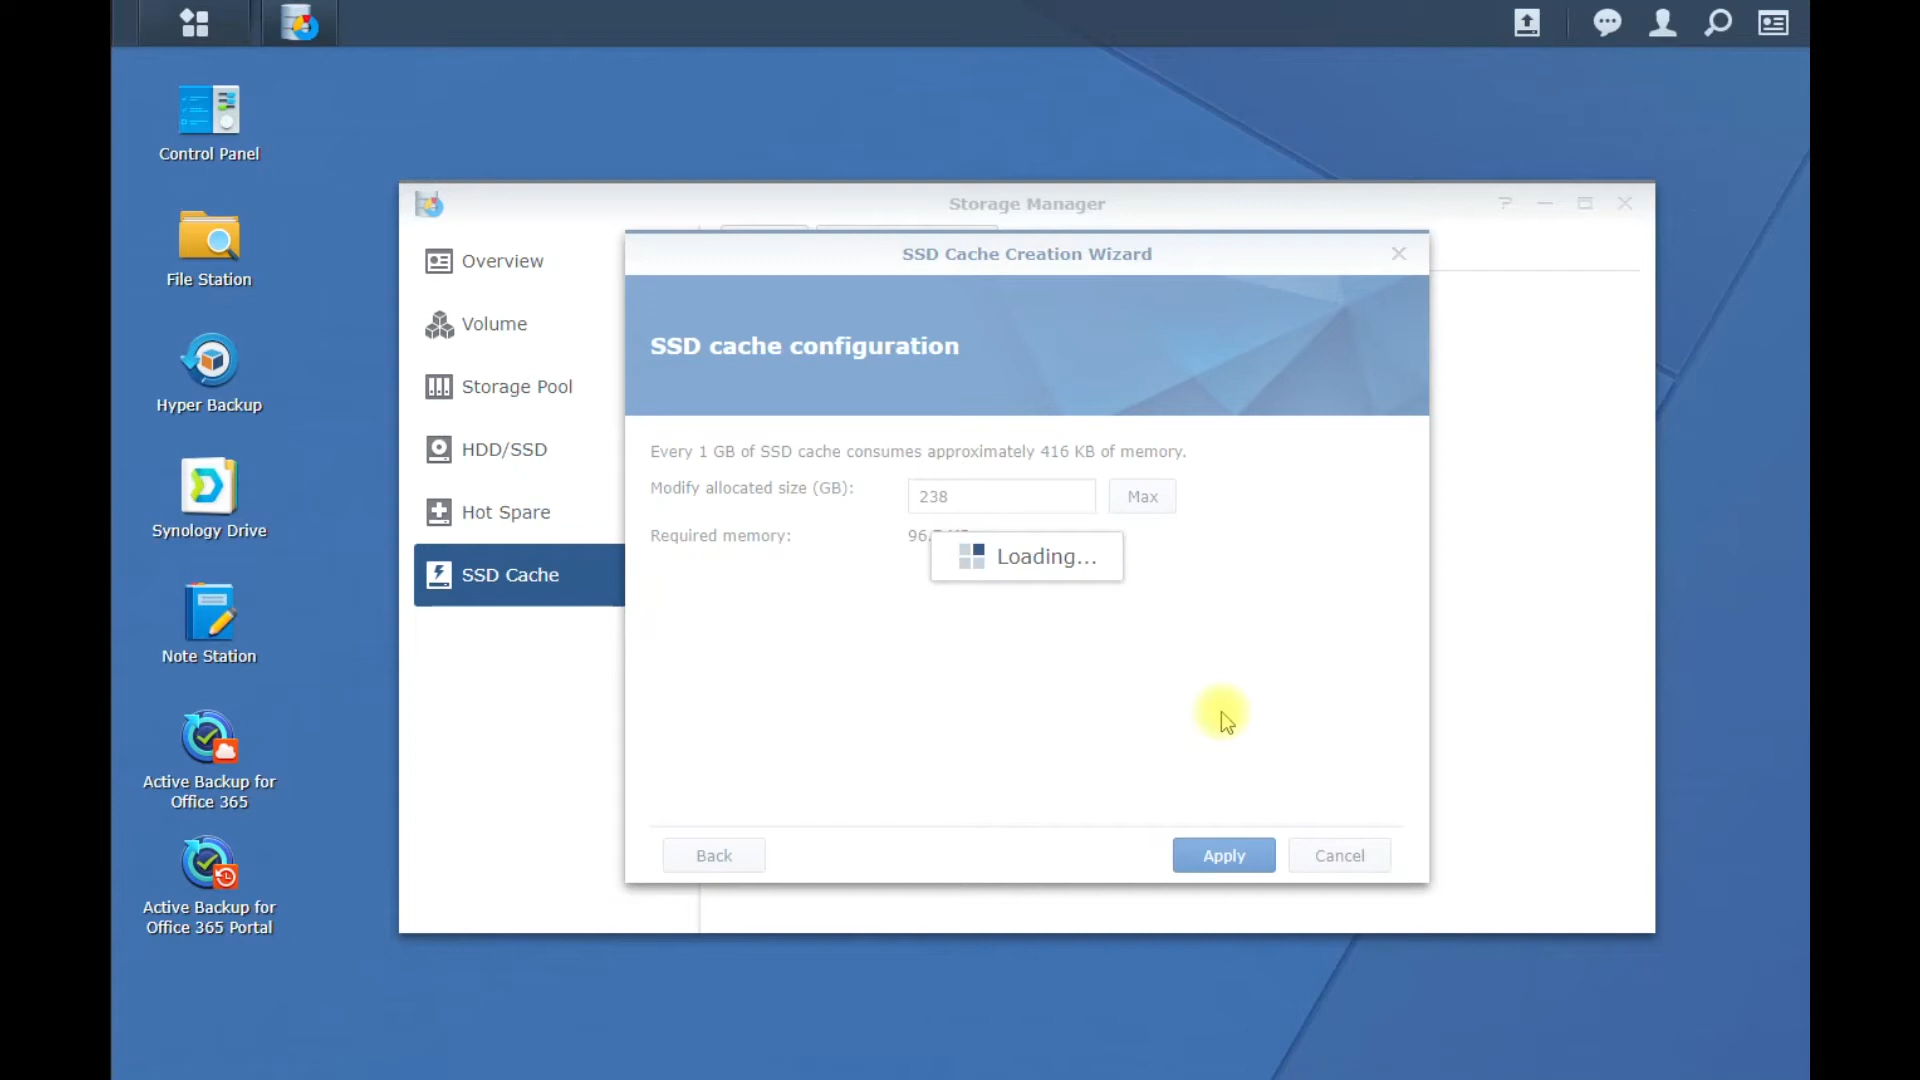 Control Panel
File Station
Hyper Backup
Synology Drive
Note Station
Active Backup for
Office 365
Active Backup for
Office 365 Portal
Storage Manager
Overview
Volume
Storage Pool
HDD/SSD
Hot Spare
SSD Cache
SSD Cache Creation Wizard
SSD cache configuration
Every 1 GB of SSD cache consumes approximately 416 KB of memory.
Modify allocated size (GB):
238
Max
Required memory:
Loading...
Back
Apply
Cancel